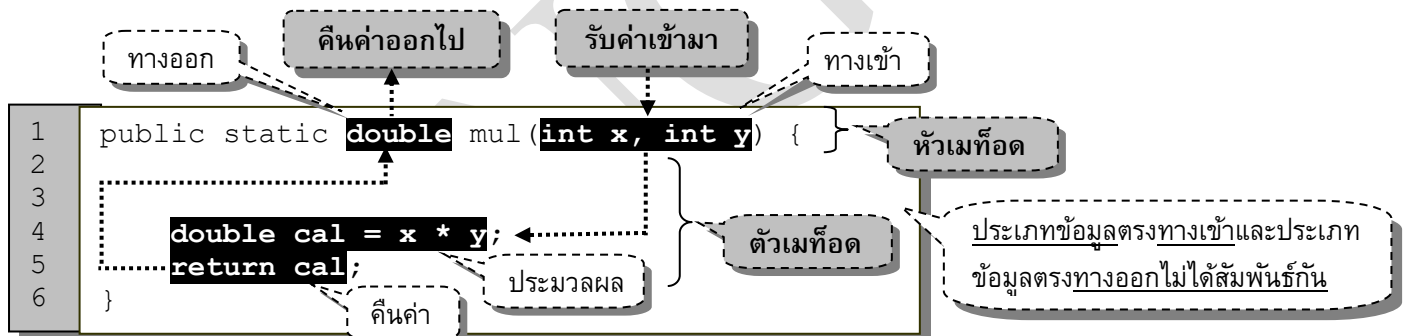 ทางออก
คืนค่าออกไป
รับค่าเข้ามา
ทางเข้า
1 public static double mul(int x, int y) {
หัวเมท็อด
2
3
4 double cal = x * y;
5 return cal;
6 }
ประมวลผล
คืนค่า
ตัวเมท็อด
ประเภทข้อมูลตรงทางเข้าและประเภท
ข้อมูลตรงทางออกไม่ได้สัมพันธ์กัน